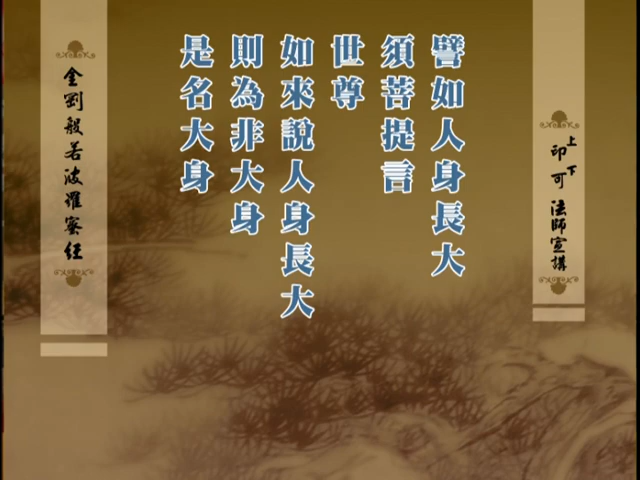 上印下可法師宣講
譬如人身長大
須菩提言
世尊
如來說人身長大
則為非大身
是名大身
金剛般若波羅蜜經